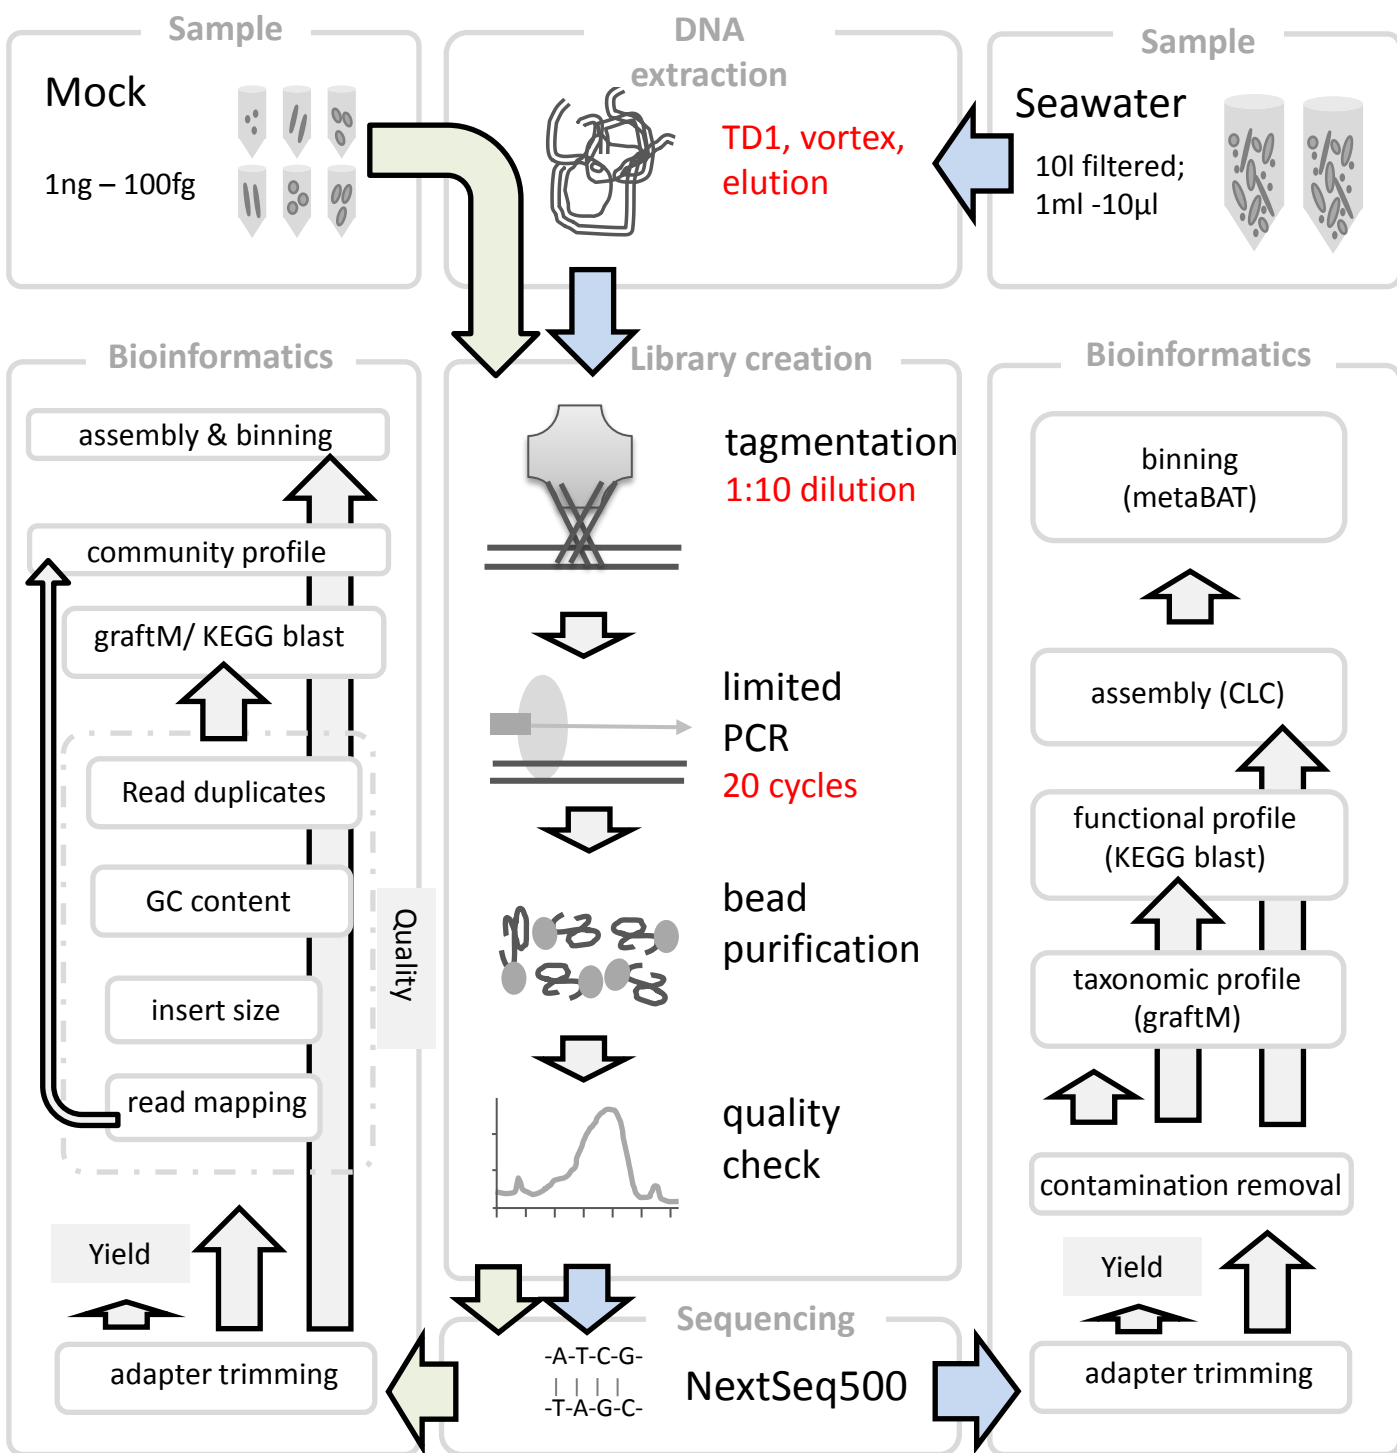 Sample
Mock
1ng – 100fg
DNA
extraction
TD1, vortex,
elution
Sample
Seawater
10l filtered;
1ml -10µl
Bioinformatics
assembly & binning
community profile
graftM/ KEGG blast
Read duplicates
GC content
insert size
read mapping
Quality
Yield
adapter trimming
Library creation
tagmentation
1:10 dilution
limited
PCR
20 cycles
bead
purification
quality
check
Sequencing
-A-T-C-G-
-T-A-G-C-
NextSeq500
Bioinformatics
binning
(metaBAT)
assembly (CLC)
functional profile
(KEGG blast)
taxonomic profile
(graftM)
contamination removal
Yield
adapter trimming